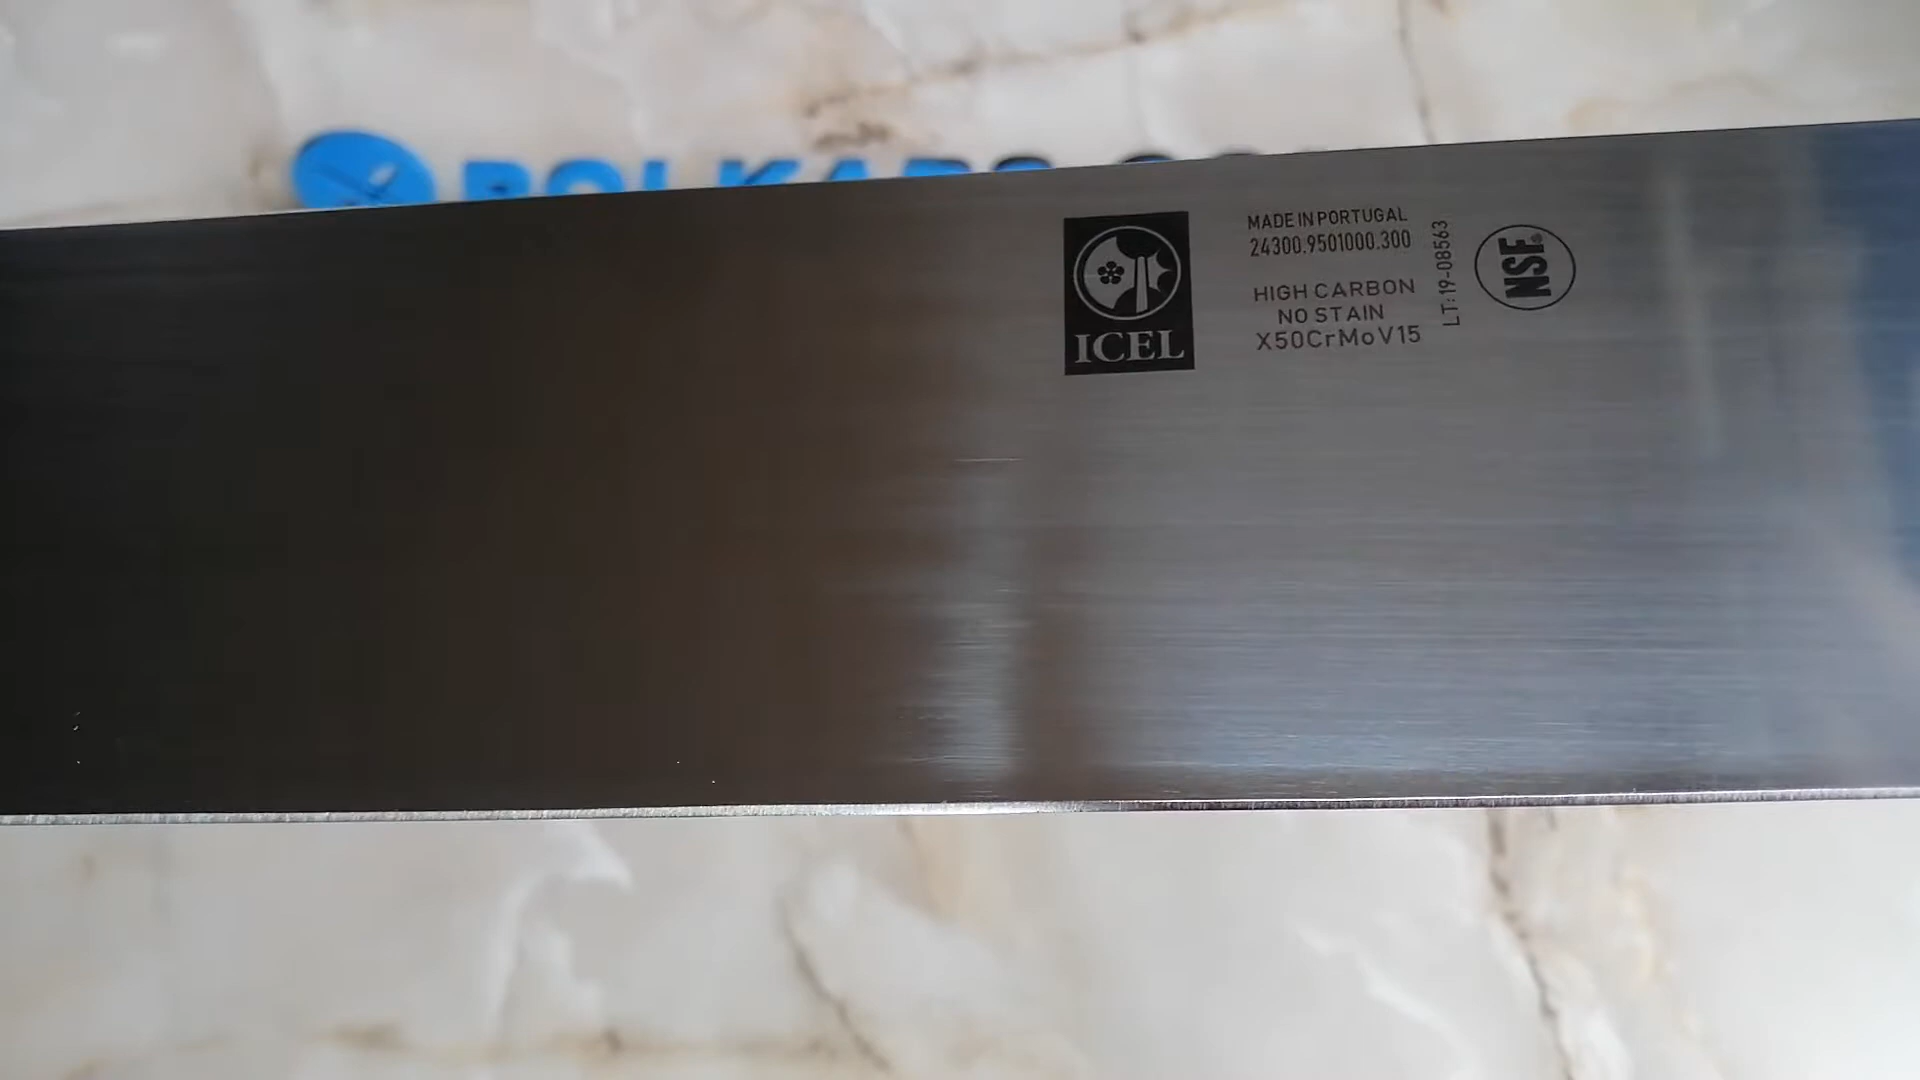 ICEL
MADE IN PORTUGAL
24300.9501000.300
HIGH CARBON
NO STAIN
X50CrMoV15
LT:19-08563
NSF®